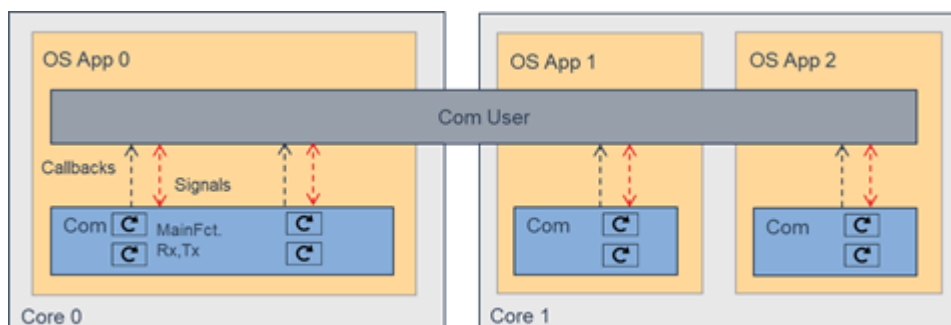 OS App 0
OS App 1
OS App 2
Com User
Callbacks
Signals
Com
MainFct.
Rx,Tx
Com
Com
Core 0
Core 1